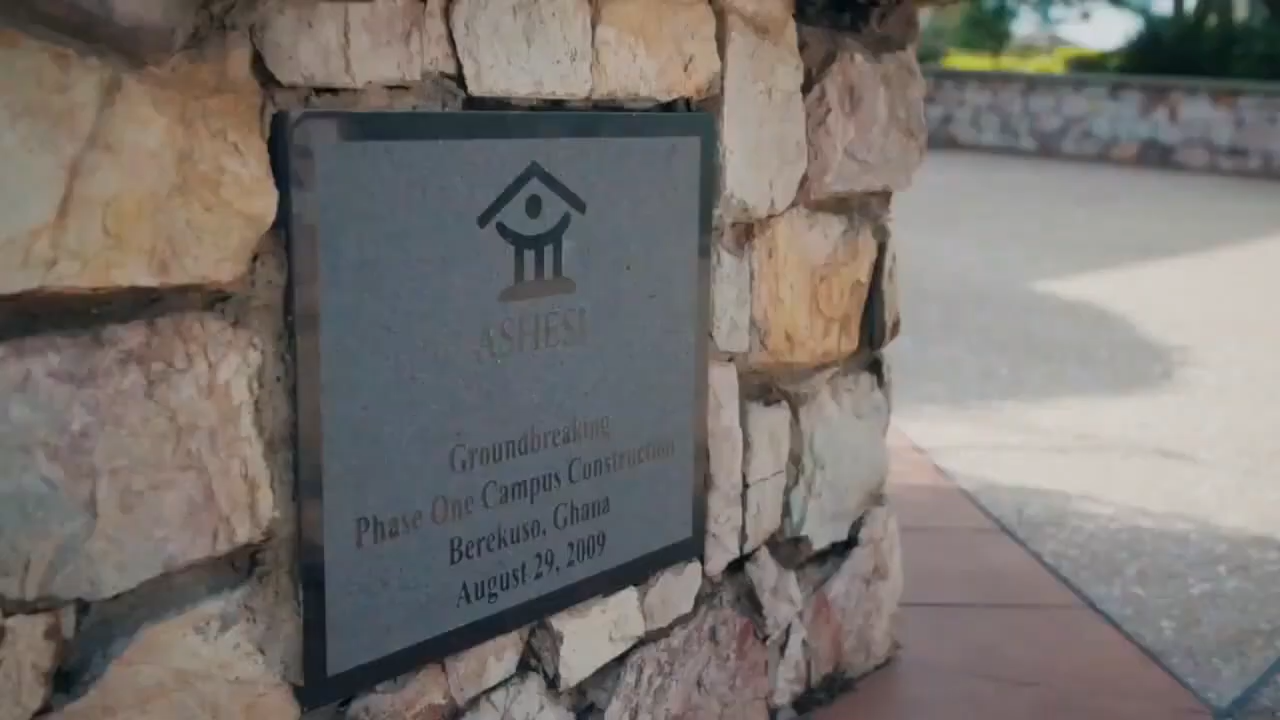 ASHESI
Groundbreaking
Phase One Campus Construction
Berekuso, Ghana
August 29, 2009